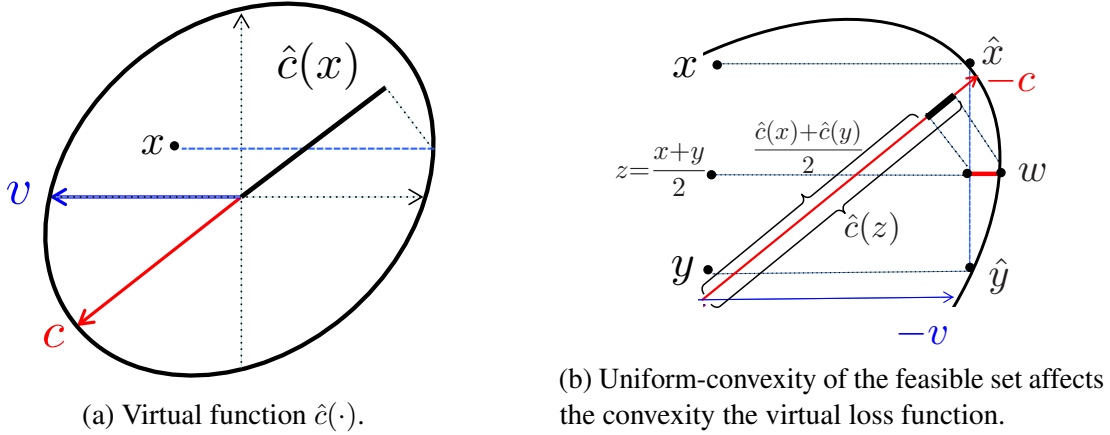 ĉ(x)
x
v
c
(a) Virtual function ĉ(·).
x
x̂
−c
ĉ(x)+ĉ(y)
2
z=x+y
2
w
ĉ(z)
y
ŷ
−v
(b) Uniform-convexity of the feasible set affects
the convexity the virtual loss function.